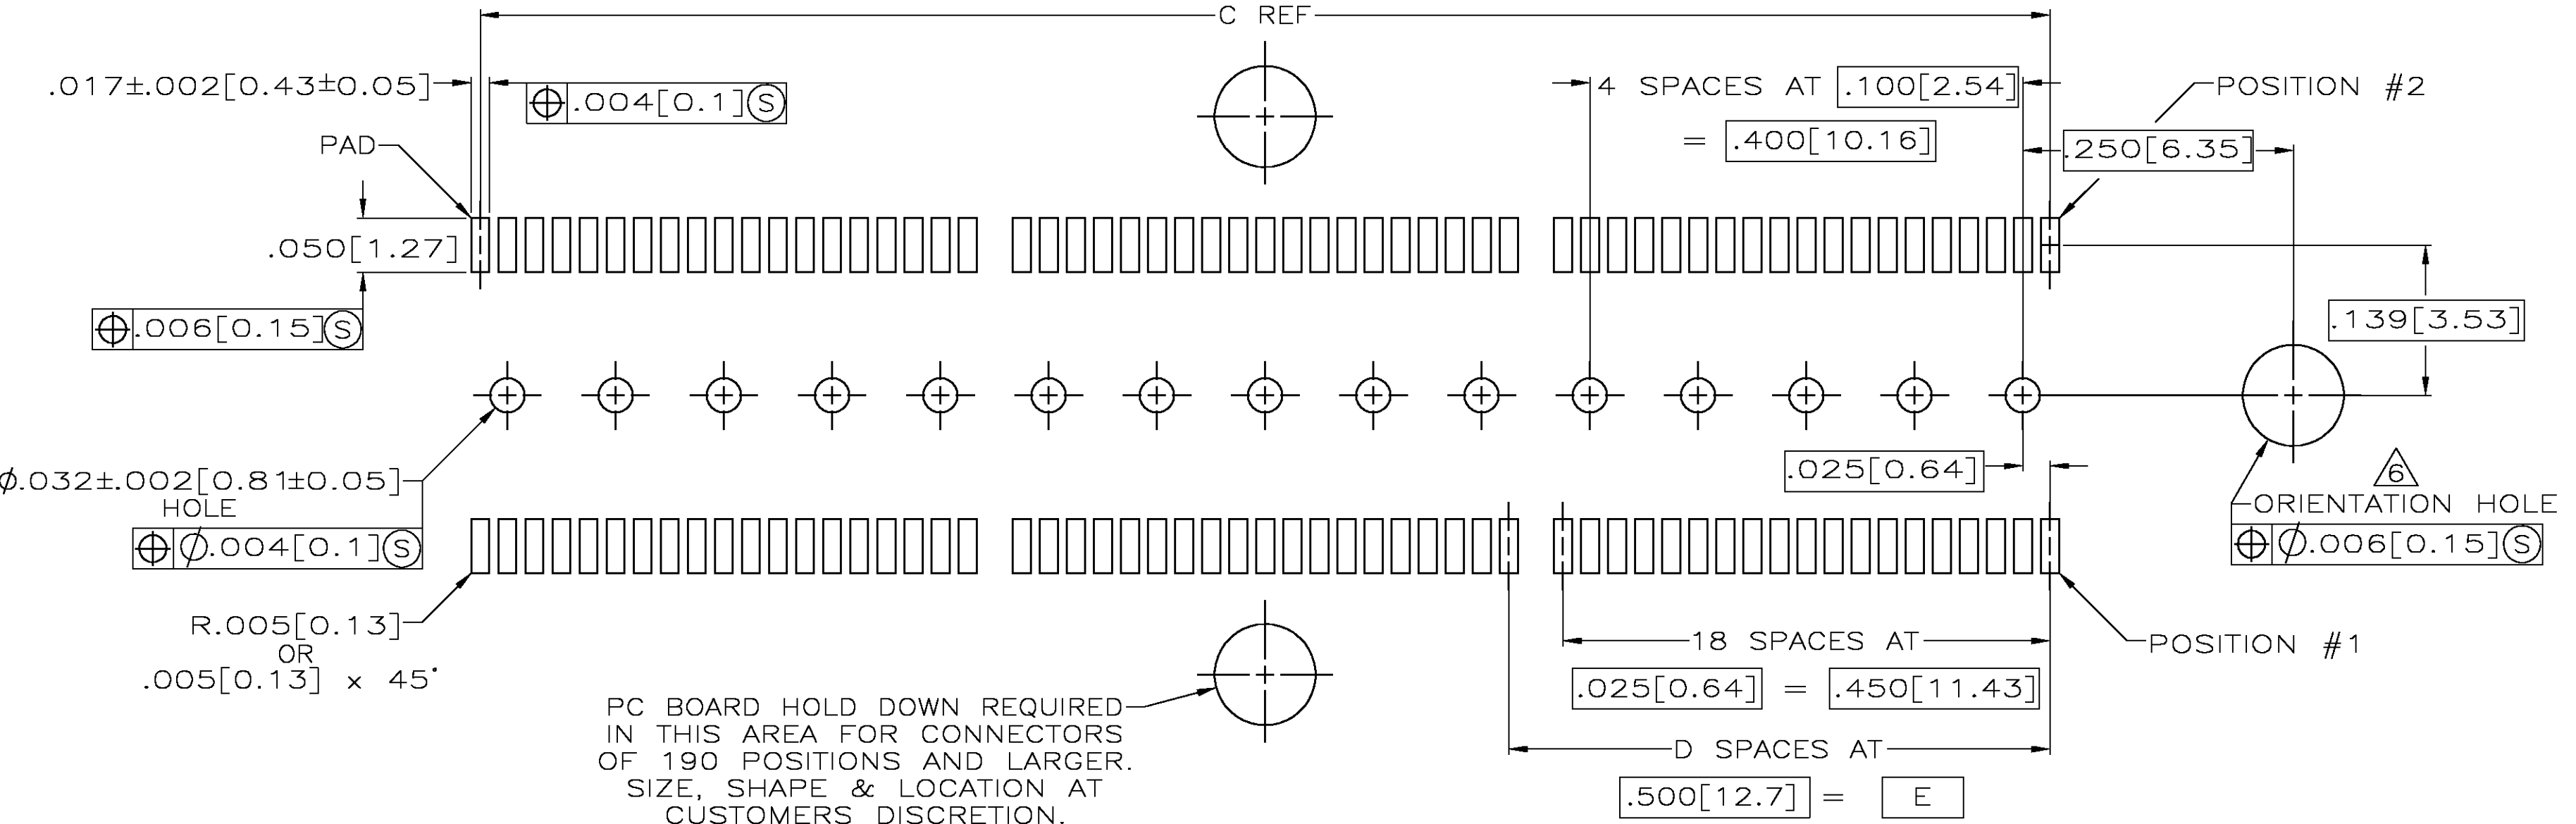 C REF
.017±.002[0.43±0.05]
⌖ .004[0.1]Ⓢ
4 SPACES AT .100[2.54]
= .400[10.16]
POSITION #2
.250[6.35]
PAD
.050[1.27]
⌖ .006[0.15]Ⓢ
.139[3.53]
.025[0.64]
6
ORIENTATION HOLE
⌖ ⌀.006[0.15]Ⓢ
⌀.032±.002[0.81±0.05]
HOLE
⌖ ⌀.004[0.1]Ⓢ
R.005[0.13]
OR
.005[0.13] x 45°
18 SPACES AT
.025[0.64] = .450[11.43]
POSITION #1
D SPACES AT
.500[12.7] = E
PC BOARD HOLD DOWN REQUIRED
IN THIS AREA FOR CONNECTORS
OF 190 POSITIONS AND LARGER.
SIZE, SHAPE & LOCATION AT
CUSTOMERS DISCRETION.